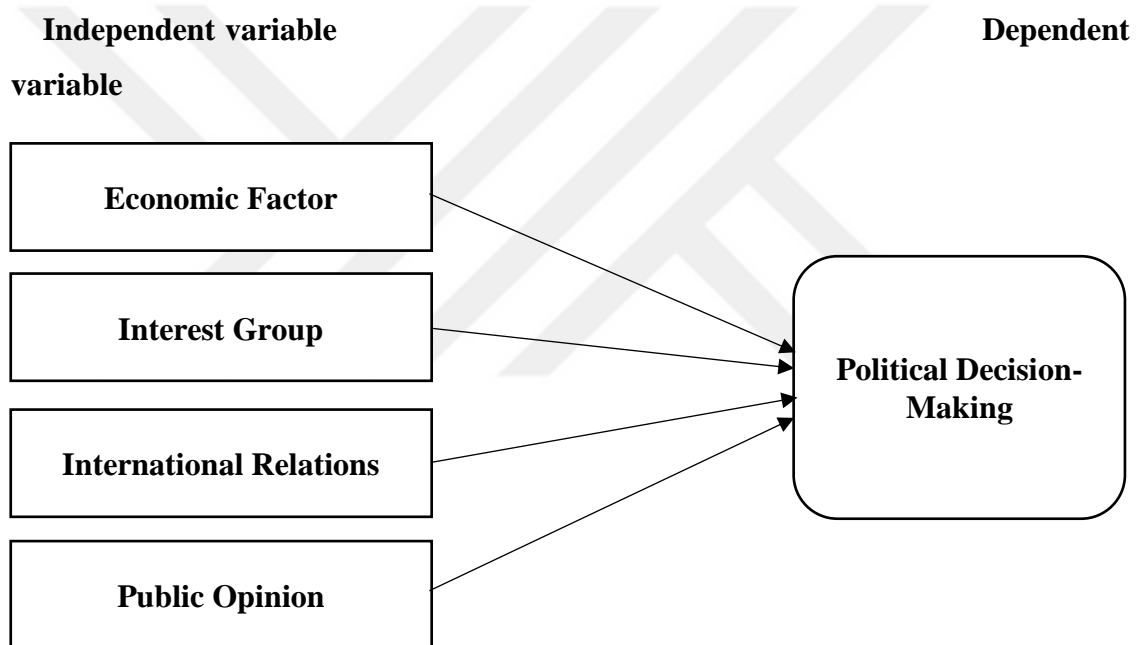 Independent variable Dependent
variable
Economic Factor
Interest Group
International Relations
Public Opinion
Political Decision-
Making